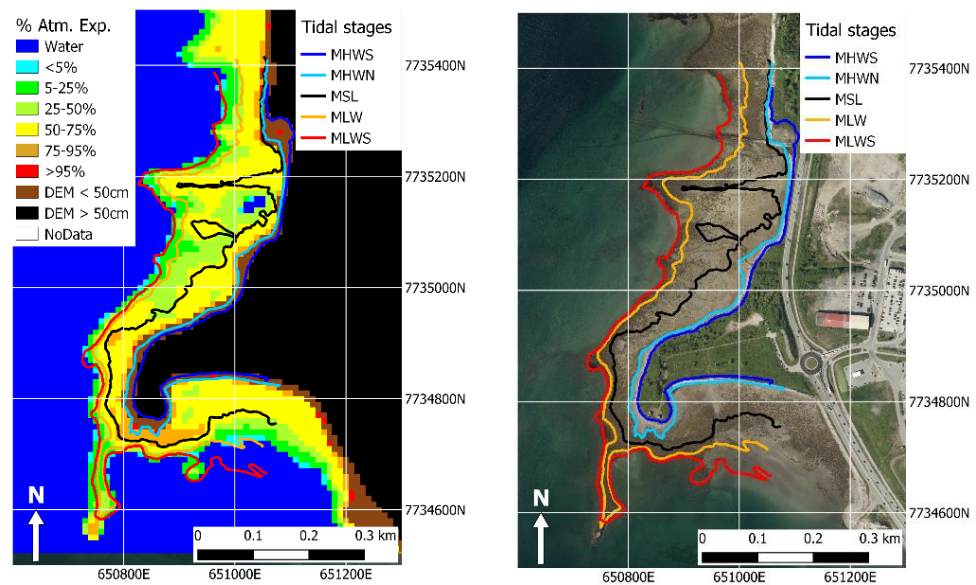 % Atm. Exp.
Water
<5%
5-25%
25-50%
50-75%
75-95%
>95%
DEM < 50cm
DEM > 50cm
NoData
Tidal stages
MHWS
MHWN
MSL
MLW
MLWS
7735400N
7735200N
7735000N
7734800N
7734600N
N
0 0.1 0.2 0.3 km
650800E 651000E 651200E
Tidal stages
MHWS
MHWN
MSL
MLW
MLWS
7735400N
7735200N
7735000N
7734800N
7734600N
N
0 0.1 0.2 0.3 km
650800E 651000E 651200E